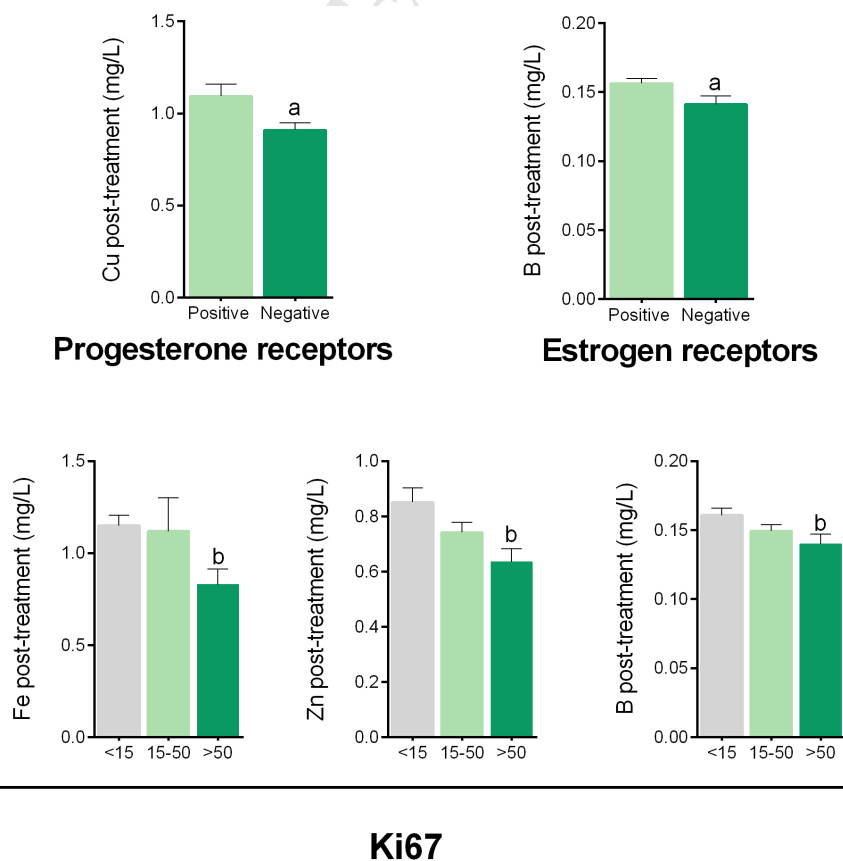 Cu post-treatment (mg/L)
1.5
1.0
0.5
0.0
a
Positive Negative
Progesterone receptors
B post-treatment (mg/L)
0.20
0.15
0.10
0.05
0.00
a
Positive Negative
Estrogen receptors
Fe post-treatment (mg/L)
1.5
1.0
0.5
0.0
b
<15 15-50 >50
Zn post-treatment (mg/L)
1.0
0.8
0.6
0.4
0.2
0.0
b
<15 15-50 >50
B post-treatment (mg/L)
0.20
0.15
0.10
0.05
0.00
b
<15 15-50 >50
Ki67